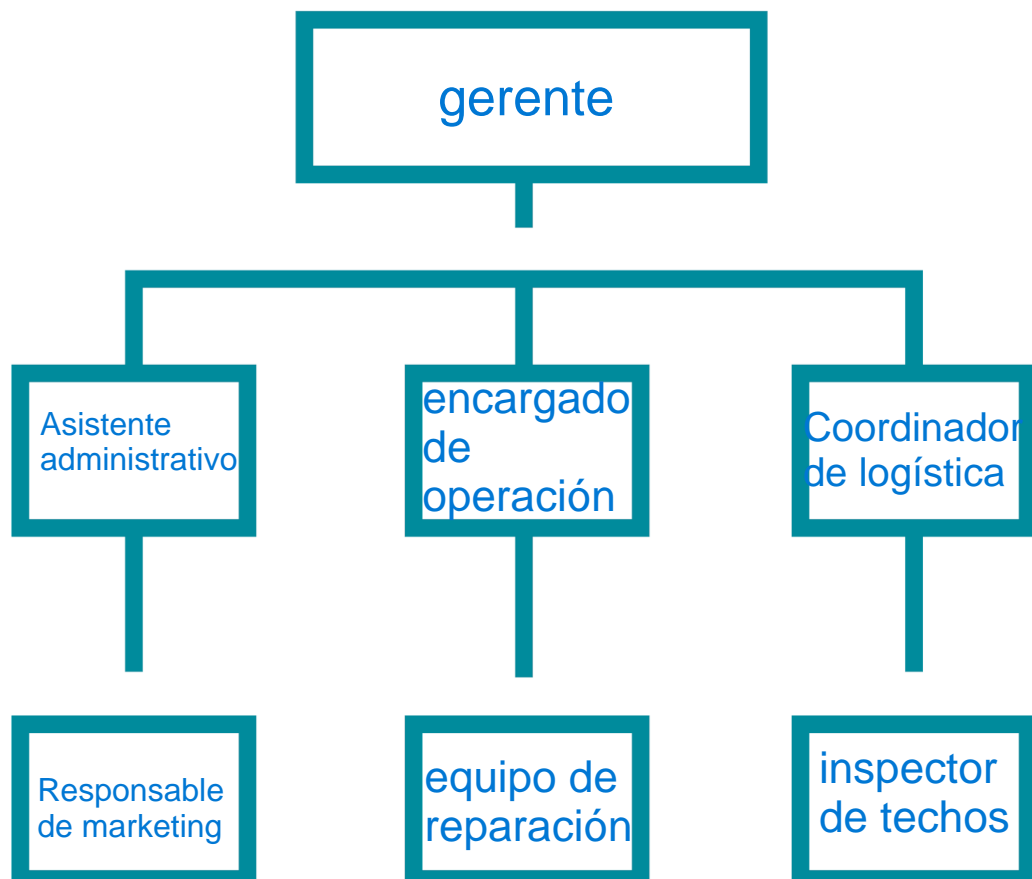 gerente
Asistente
administrativo
encargado
de
operación
Coordinador
de logística
Responsable
de marketing
equipo de
reparación
inspector
de techos